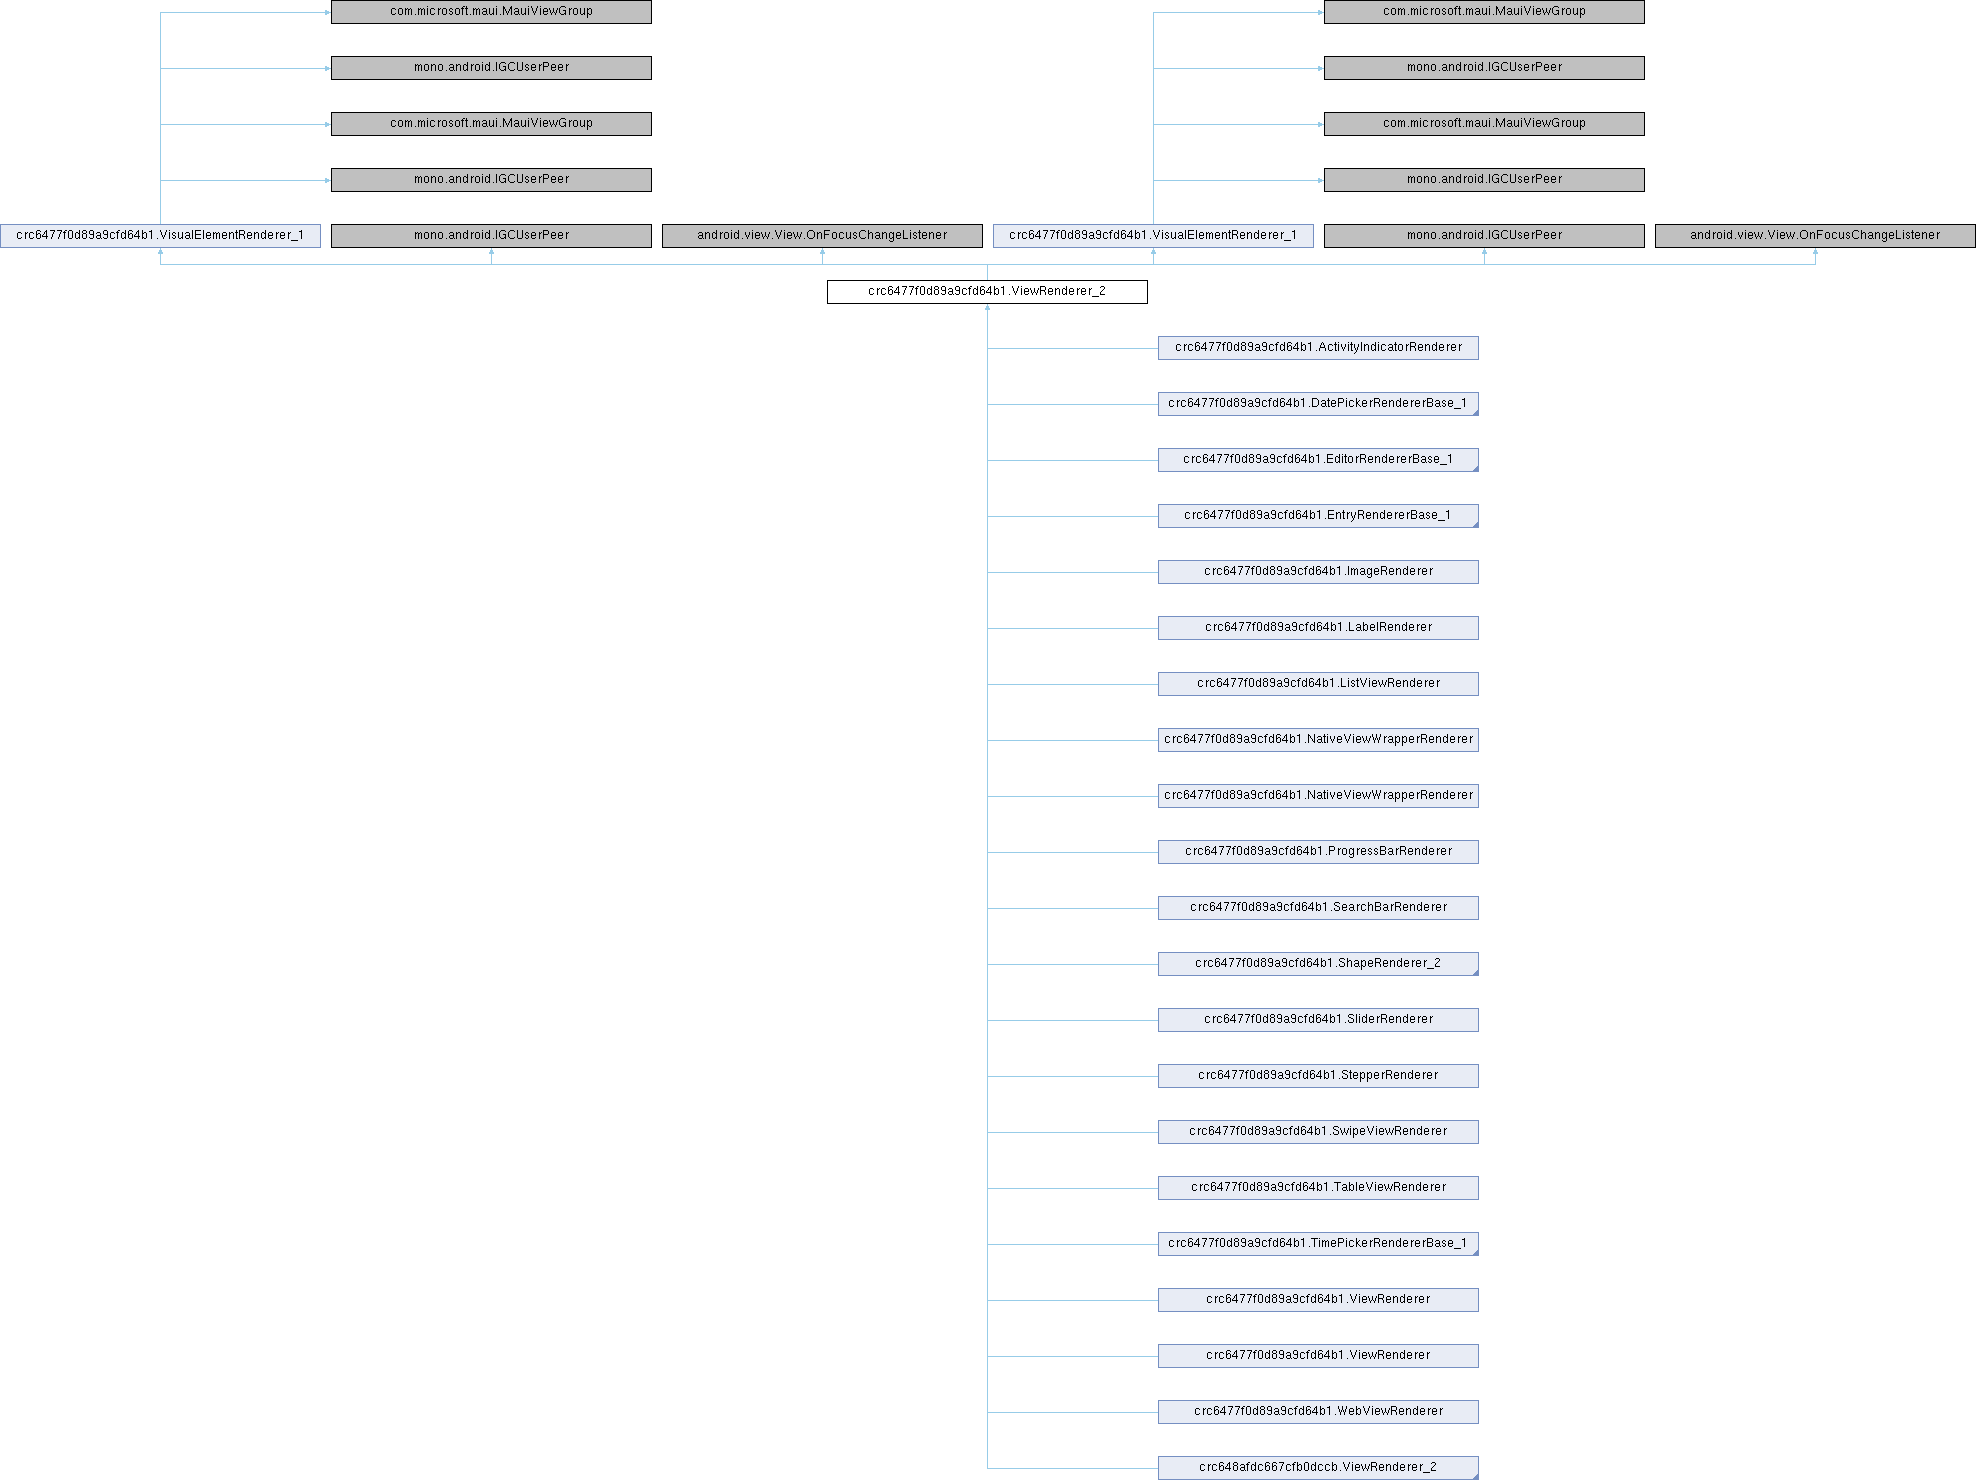 com.microsoft.maui.MauiViewGroup com.microsoft.maui.MauiViewGroup
mono.android.IGCUserPeer mono.android.IGCUserPeer
com.microsoft.maui.MauiViewGroup com.microsoft.maui.MauiViewGroup
mono.android.IGCUserPeer mono.android.IGCUserPeer
crc6477f0d89a9cfd64b1.VisualElementRenderer_1 mono.android.IGCUserPeer android.view.View.OnFocusChangeListener crc6477f0d89a9cfd64b1.VisualElementRenderer_1 mono.android.IGCUserPeer android.view.View.OnFocusChangeListener
crc6477f0d89a9cfd64b1.ViewRenderer_2
crc6477f0d89a9cfd64b1.ActivityIndicatorRenderer
crc6477f0d89a9cfd64b1.DatePickerRendererBase_1
crc6477f0d89a9cfd64b1.EditorRendererBase_1
crc6477f0d89a9cfd64b1.EntryRendererBase_1
crc6477f0d89a9cfd64b1.ImageRenderer
crc6477f0d89a9cfd64b1.LabelRenderer
crc6477f0d89a9cfd64b1.ListViewRenderer
crc6477f0d89a9cfd64b1.NativeViewWrapperRenderer
crc6477f0d89a9cfd64b1.NativeViewWrapperRenderer
crc6477f0d89a9cfd64b1.ProgressBarRenderer
crc6477f0d89a9cfd64b1.SearchBarRenderer
crc6477f0d89a9cfd64b1.ShapeRenderer_2
crc6477f0d89a9cfd64b1.SliderRenderer
crc6477f0d89a9cfd64b1.StepperRenderer
crc6477f0d89a9cfd64b1.SwipeViewRenderer
crc6477f0d89a9cfd64b1.TableViewRenderer
crc6477f0d89a9cfd64b1.TimePickerRendererBase_1
crc6477f0d89a9cfd64b1.ViewRenderer
crc6477f0d89a9cfd64b1.ViewRenderer
crc6477f0d89a9cfd64b1.WebViewRenderer
crc648afdc667cfb0dccb.ViewRenderer_2